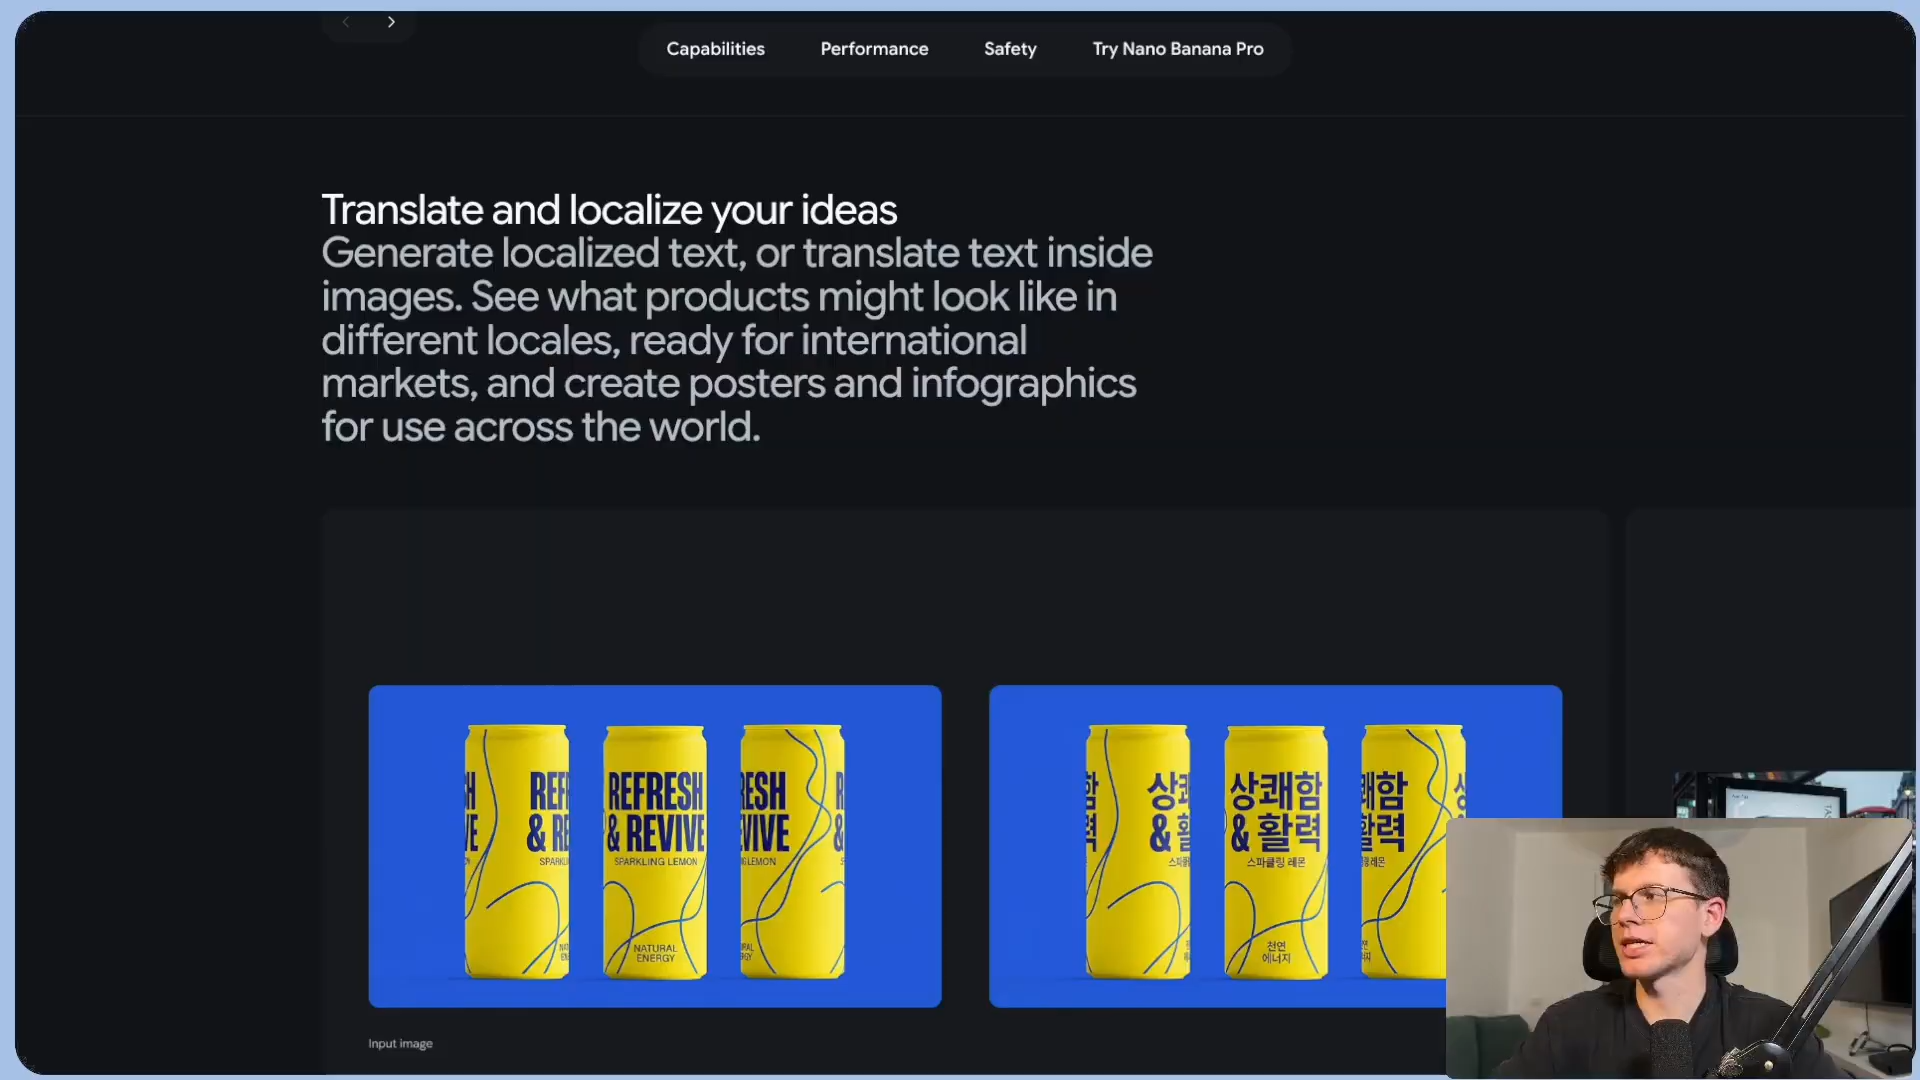 Capabilities
Performance
Safety
Try Nano Banana Pro
Translate and localize your ideas
Generate localized text, or translate text inside
images. See what products might look like in
different locales, ready for international
markets, and create posters and infographics
for use across the world.
REFRESH
& REVIVE
SPARKLING LEMON
NATURAL
ENERGY
상쾌함
& 활력
스파클링 레몬
천연
에너지
Input image